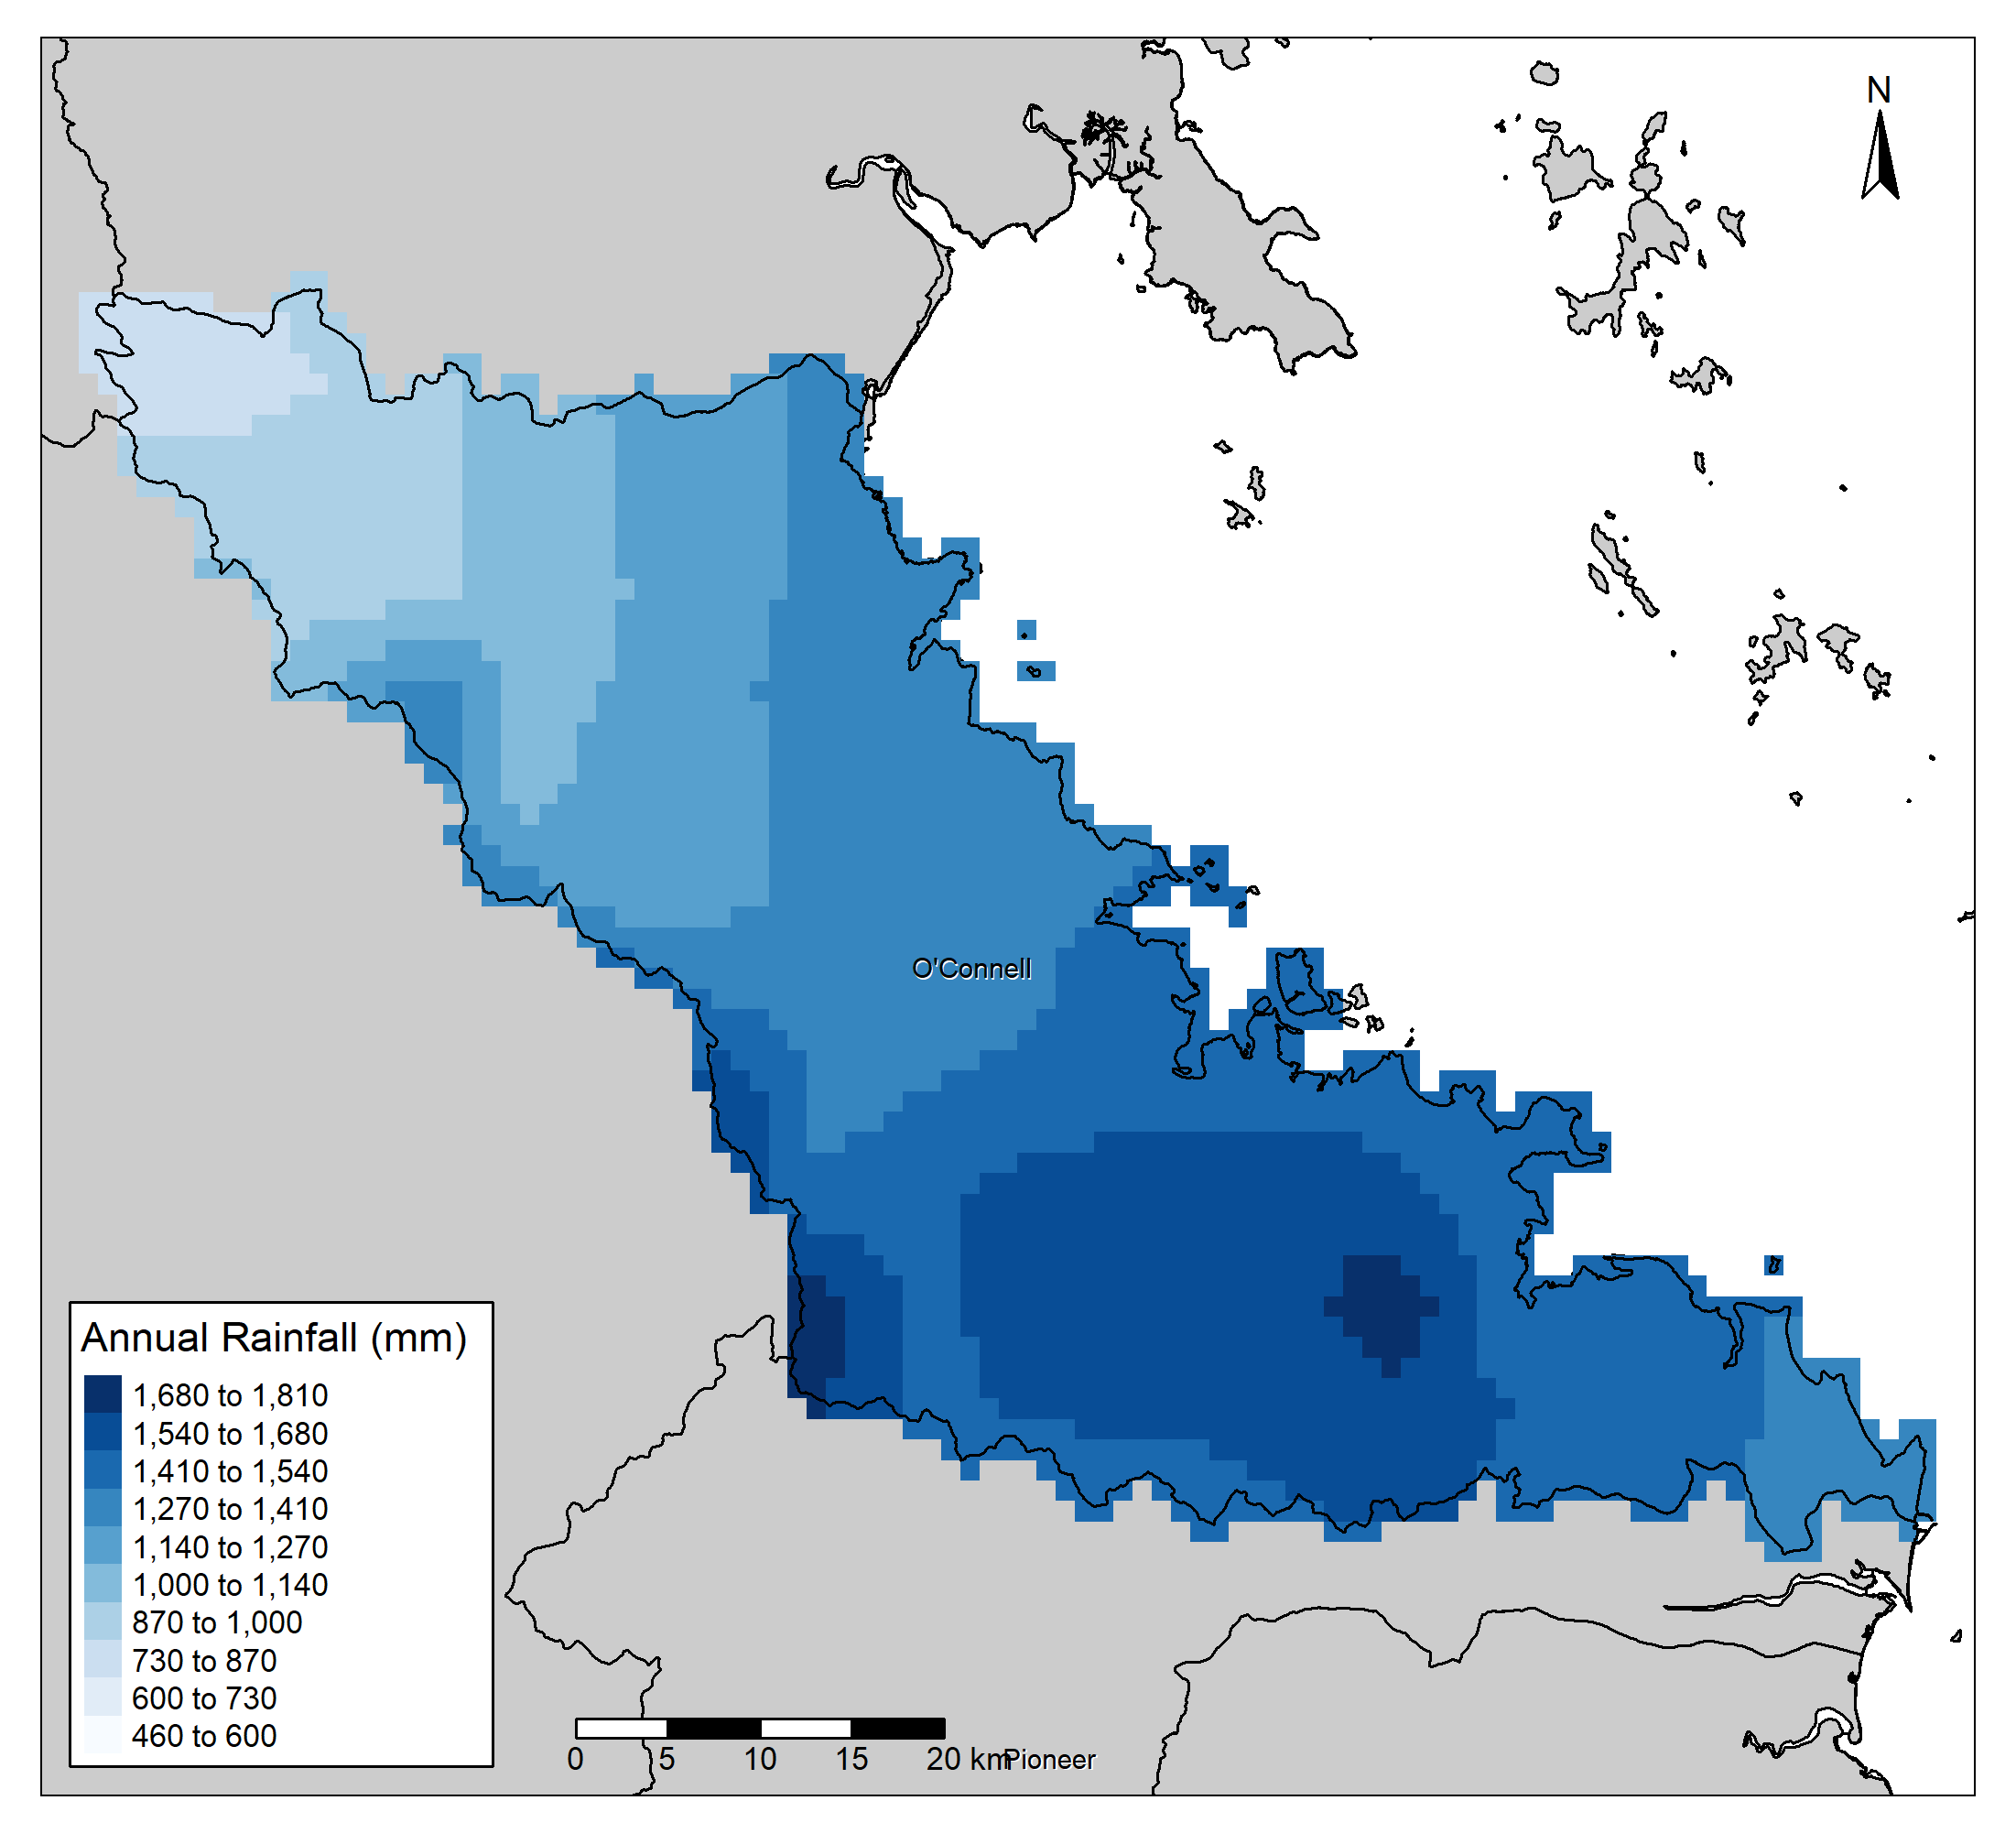 N
O'Connell
Annual Rainfall (mm)
1,680 to 1,810
1,540 to 1,680
1,410 to 1,540
1,270 to 1,410
1,140 to 1,270
1,000 to 1,140
870 to 1,000
730 to 870
600 to 730
460 to 600
0 5 10 15 20 km
Pioneer